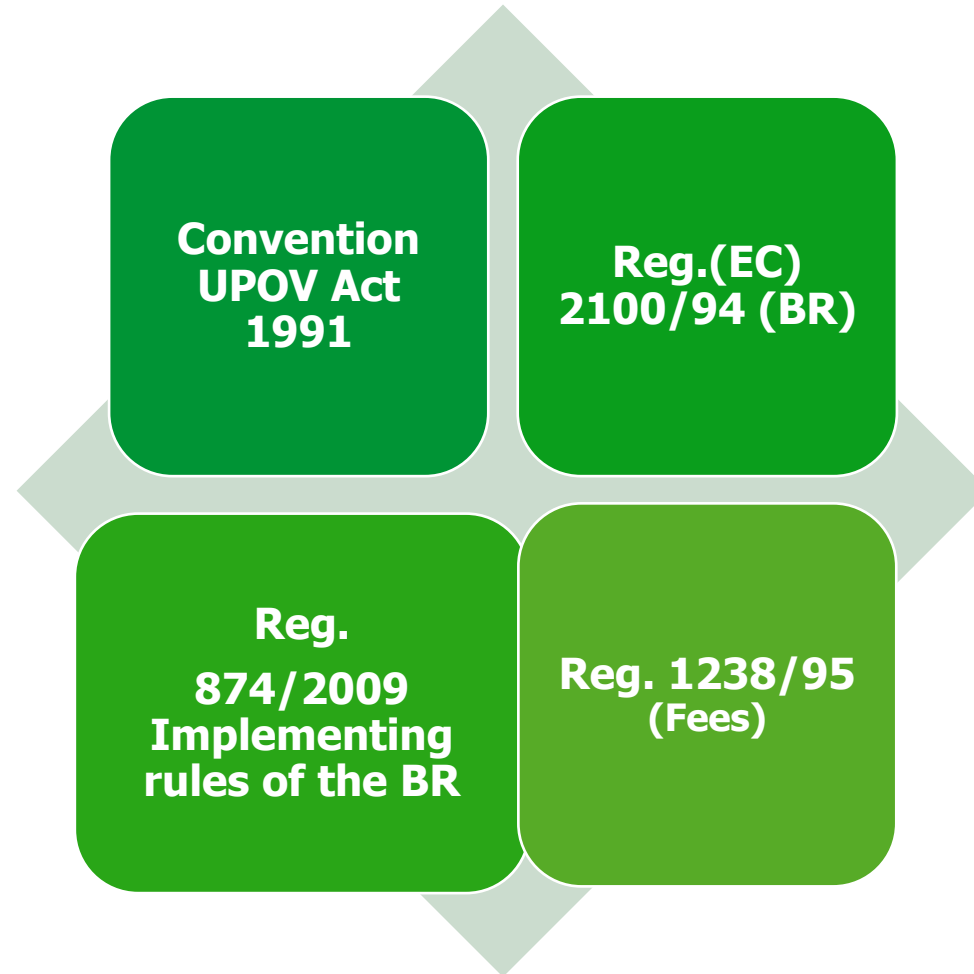 Convention
UPOV Act
1991
Reg.(EC)
2100/94 (BR)
Reg.
874/2009
Implementing
rules of the BR
Reg. 1238/95
(Fees)